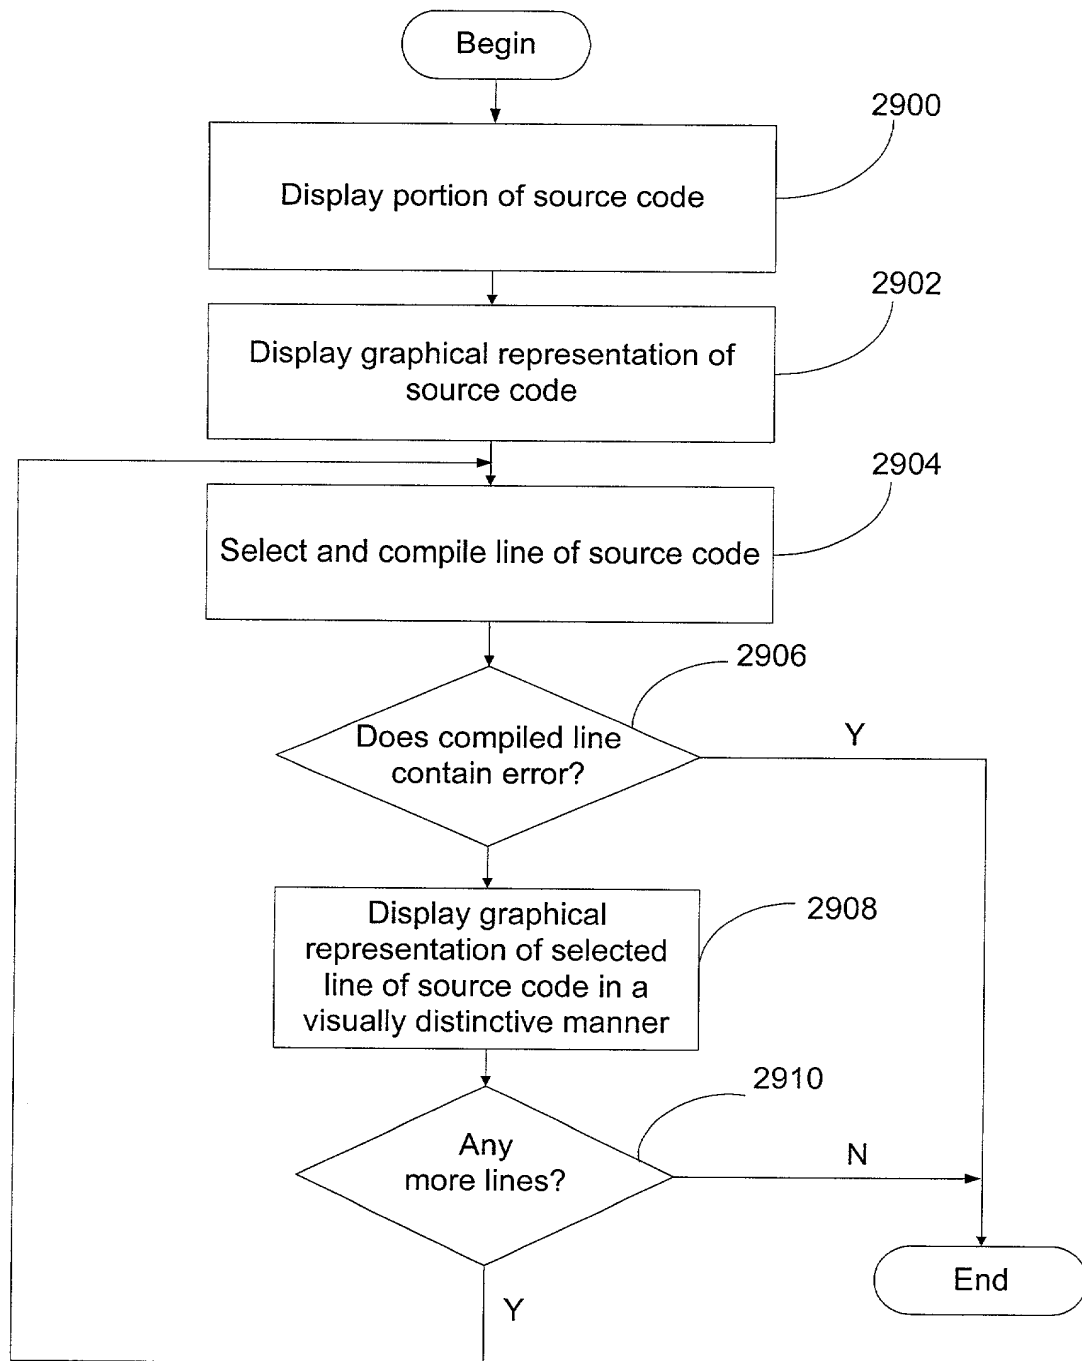 Begin
2900
Display portion of source code
2902
Display graphical representation of
source code
2904
Select and compile line of source code
2906
Does compiled line
contain error?
Y
Display graphical
representation of selected
line of source code in a
visually distinctive manner
2908
2910
Any
more lines?
N
End
Y